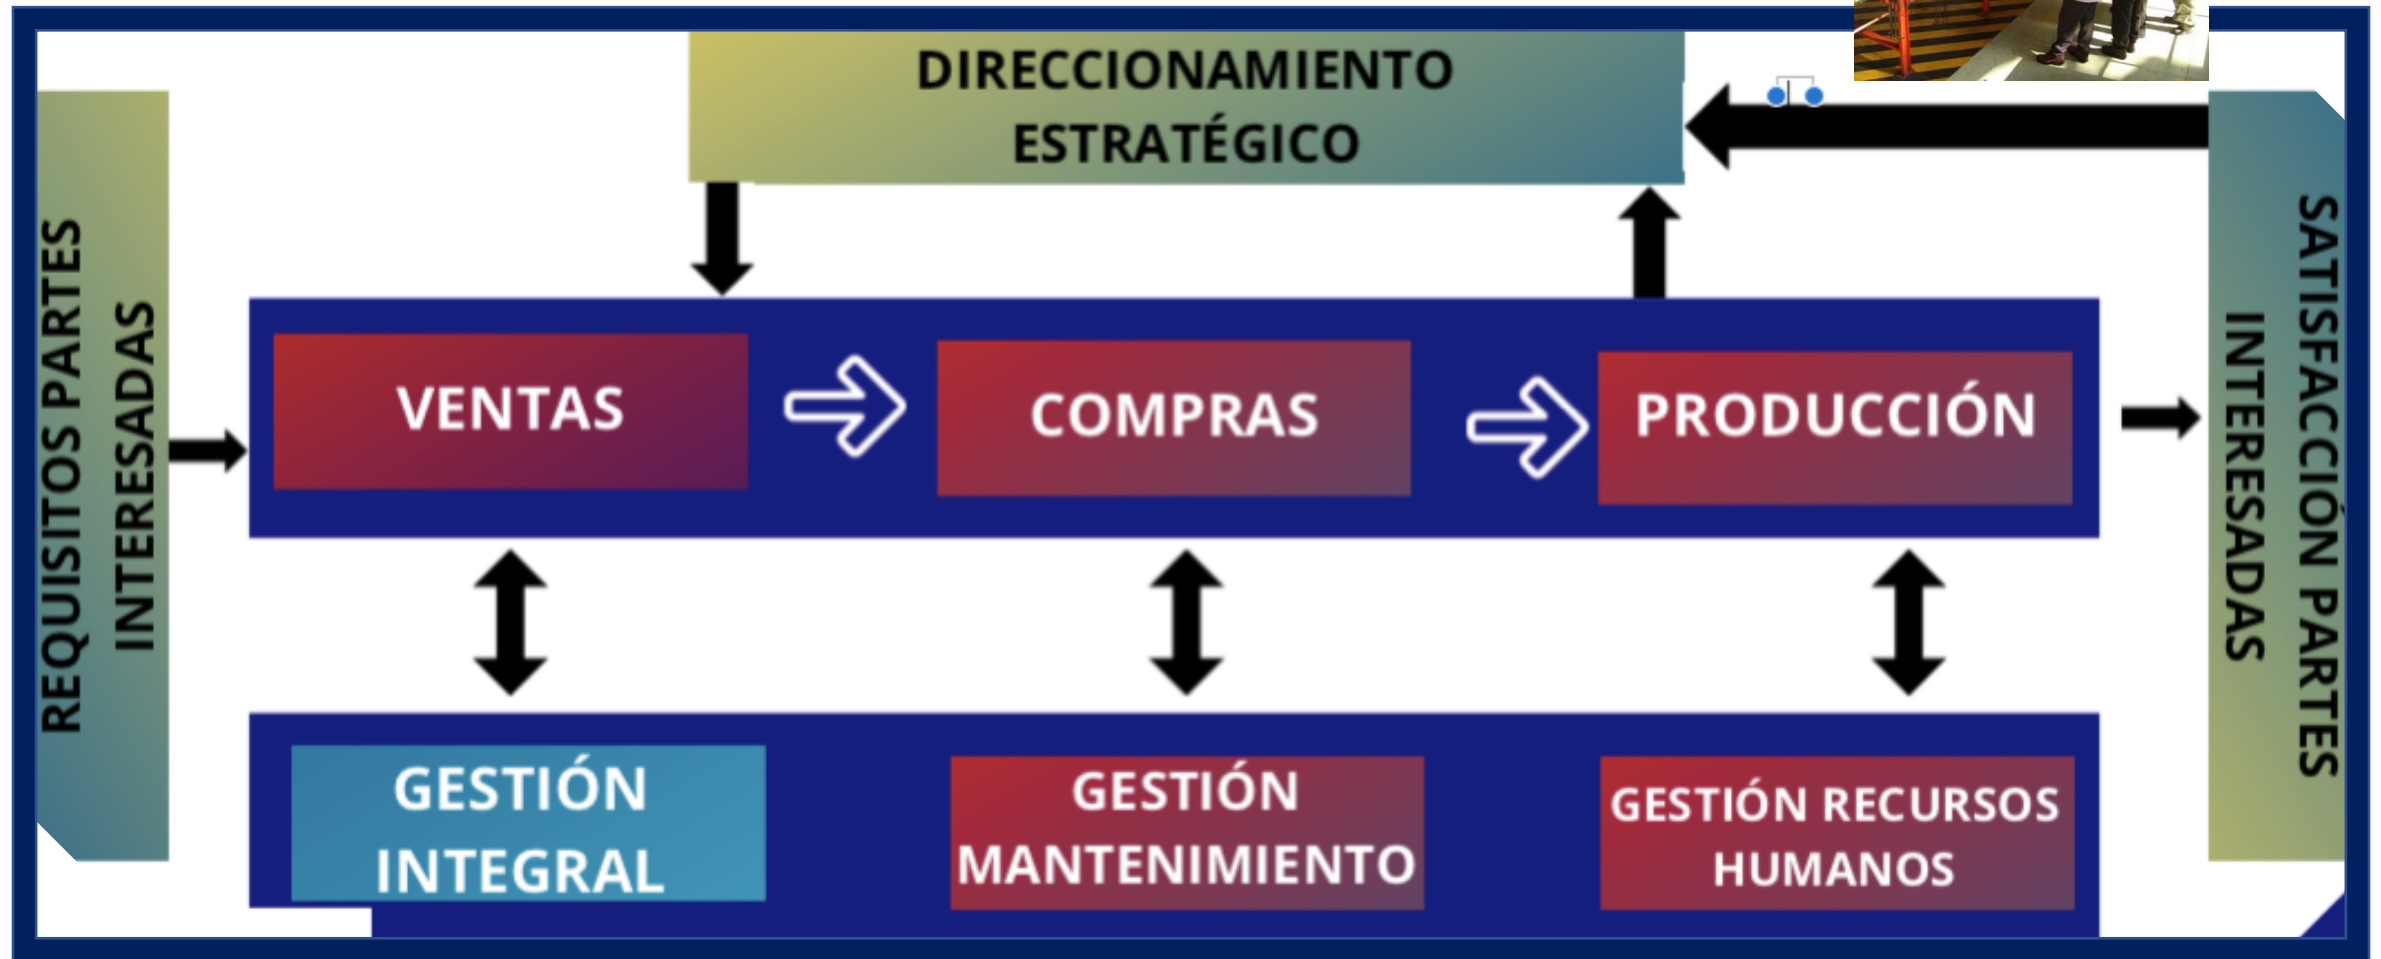 DIRECCIONAMIENTO
ESTRATÉGICO
REQUISITOS PARTES
INTERESADAS
VENTAS
COMPRAS
PRODUCCIÓN
SATISFACCIÓN PARTES
INTERESADAS
GESTIÓN
INTEGRAL
GESTIÓN
MANTENIMIENTO
GESTIÓN RECURSOS
HUMANOS